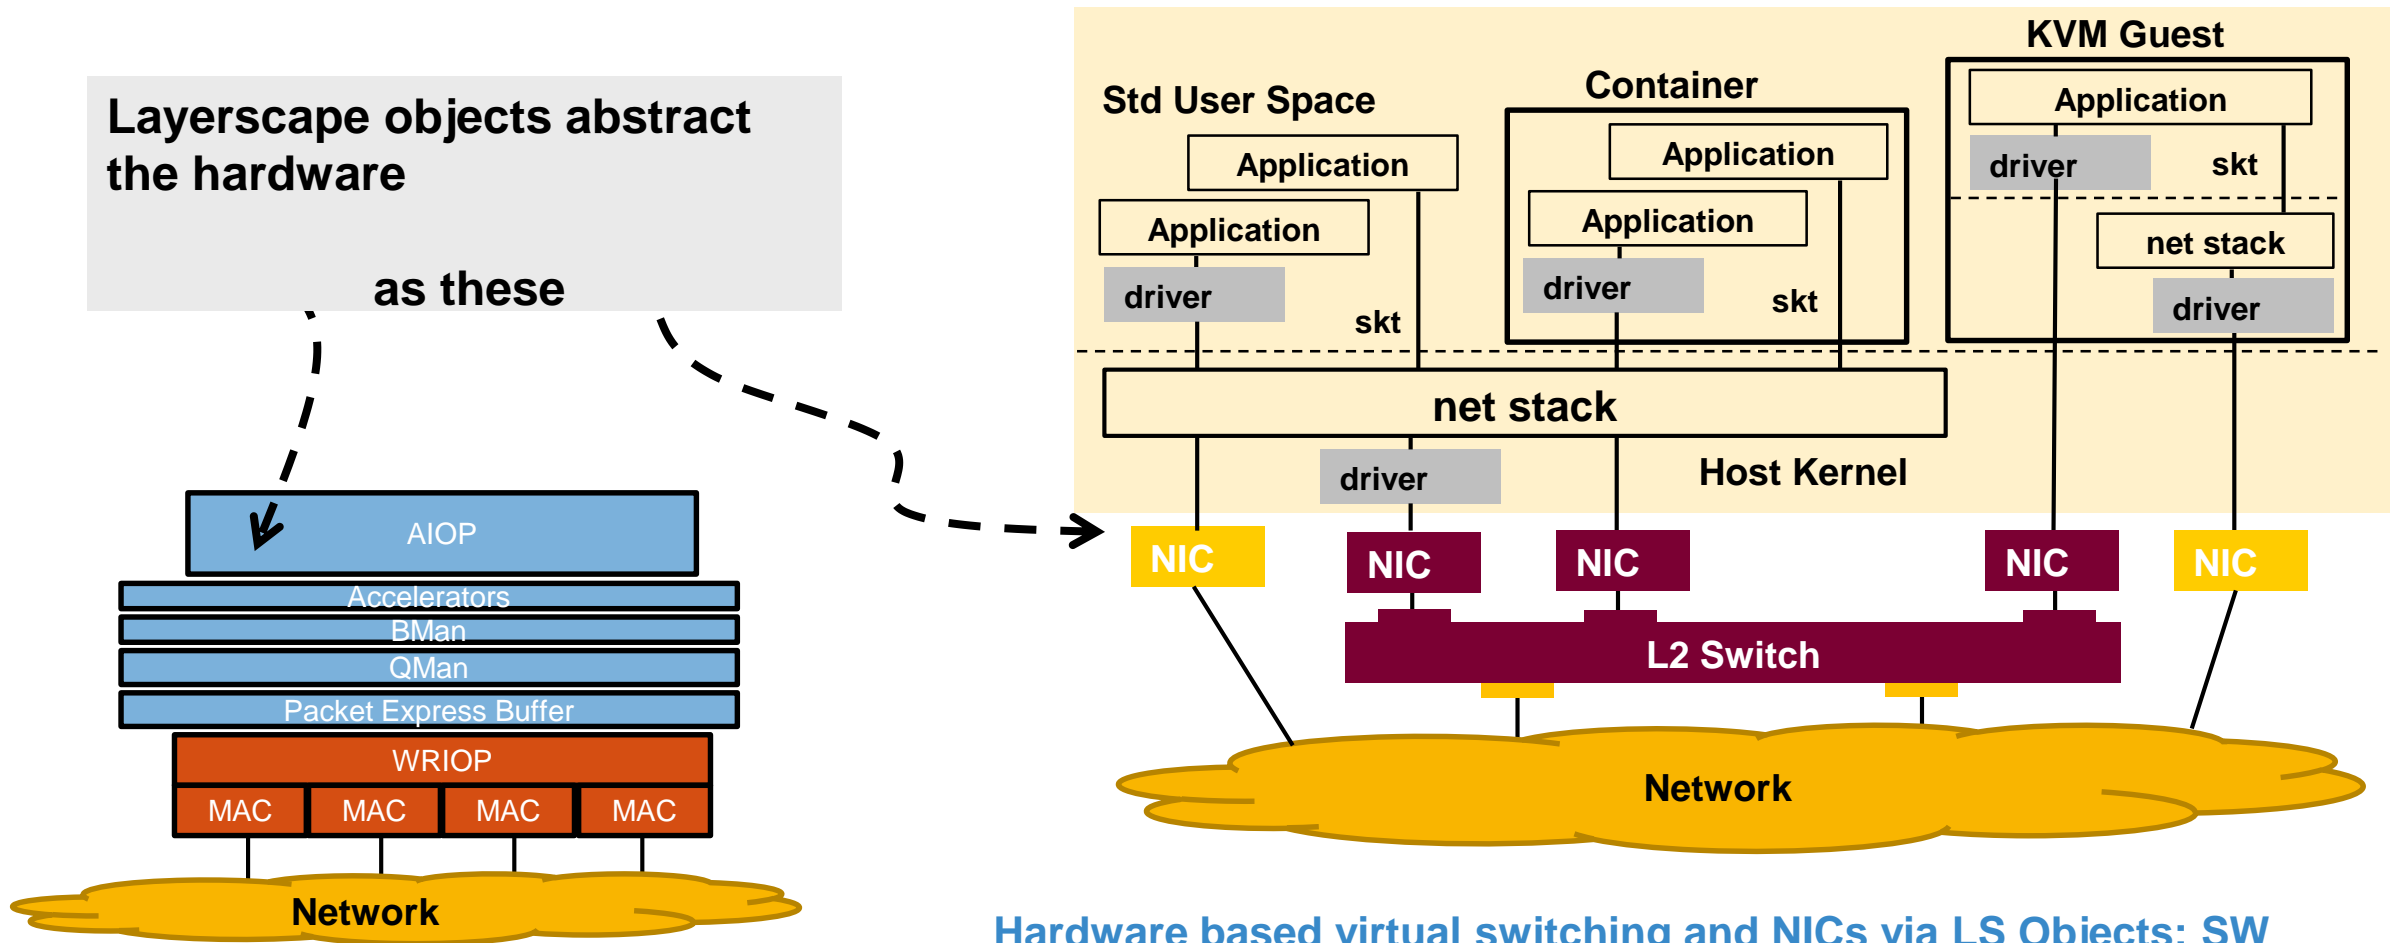 Layerscape objects abstract
the hardware
as these
AIOP
Accelerators
BMan
QMan
Packet Express Buffer
WRIOP
MAC MAC MAC MAC
Network
KVM Guest
Container
Std User Space
Application
driver
skt
net stack
driver
Application
Application
driver
skt
Application
Application
driver
skt
net stack
driver
Host Kernel
NIC NIC NIC NIC NIC
L2 Switch
Network
Hardware based virtual switching and NICs via LS Objects: SW